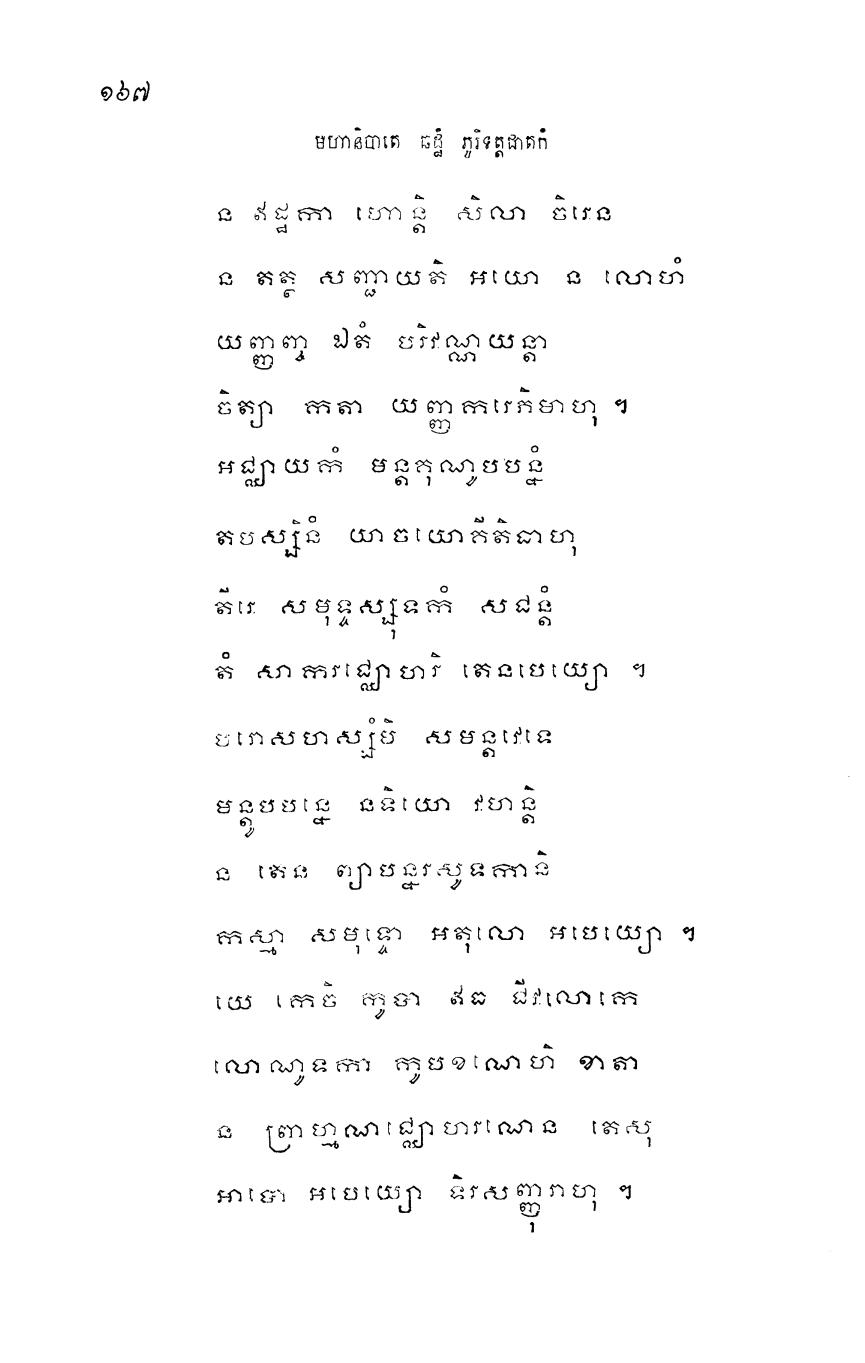 ១៦៧
មហានិបាតេ ឆដ្ឋំ ភូរិទត្តជាតកំ
ន ឥដ្ឋកា ហោន្តិ សិលា ចិរេន
ន តត្ថ សញ្ជាយតិ អយោ ន លោហំ
យញ្ញញ្ច ឯតំ បរិវណ្ណយន្តា
ចិត្យា កតា យញ្ញការេភិមាហុ ។
អជ្ឈាយកំ មន្តគុណូបបន្នំ
តបស្សិនំ យាចយោគីតិធាហុ
តីរេ សមុទ្ទស្សុទកំ សជន្តំ
តំ សាគរជ្ឈោហរិ តេនបេយ្យោ ។
បរោសហស្សំបិ សមន្តវេទេ
មន្តូបបន្នេ នទិយោ វហន្តិ
ន តេន ព្យាបន្នរសូទកានិ
កស្មា សមុទ្ទោ អតុលោ អបេយ្យោ ។
យេ កេចិ កូបា ឥធ ជីវលោកេ
លោណូទកា កូបខណេហិ ខាតា
ន ព្រាហ្មណជ្ឈោហរណេន តេសុ
អាបោ អបេយ្យោ ទិរសញ្ញុរាហុ ។